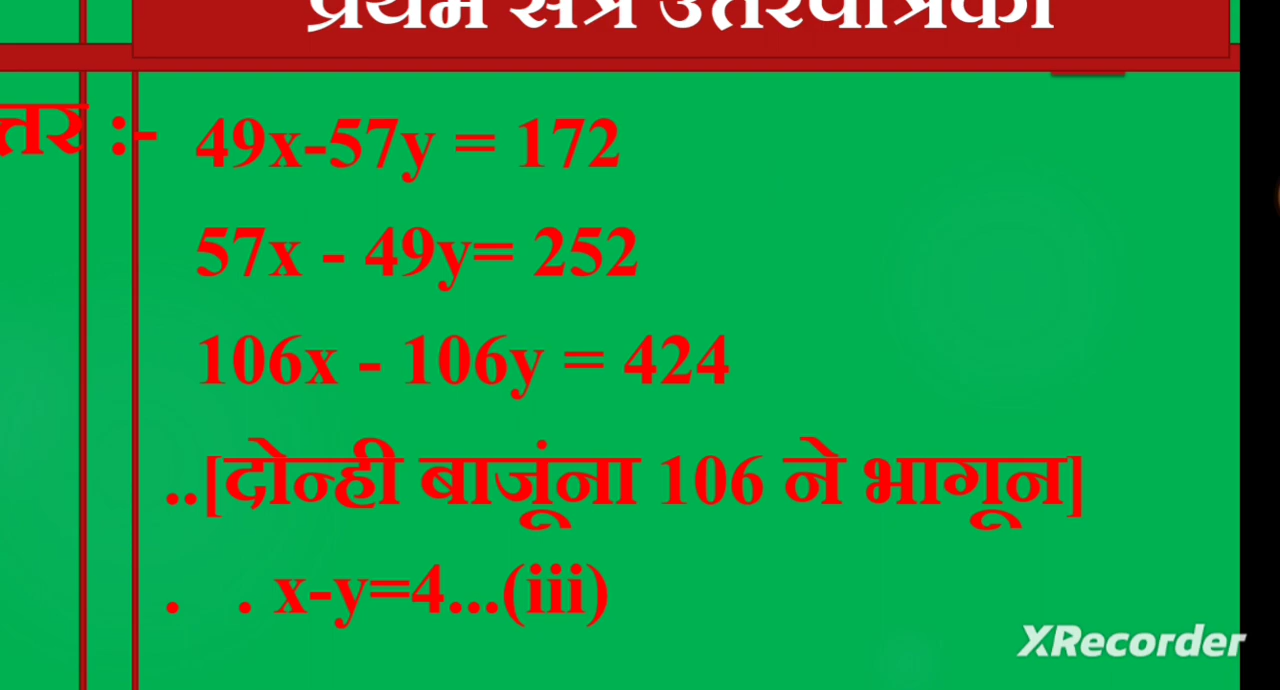 प्रथम सत्र उत्तरपत्रिका
त्तर :-
49x-57y = 172
57x - 49y= 252
106x - 106y = 424
..[दोन्ही बाजूंना 106 ने भागून]
. . x-y=4...(iii)
XRecorder